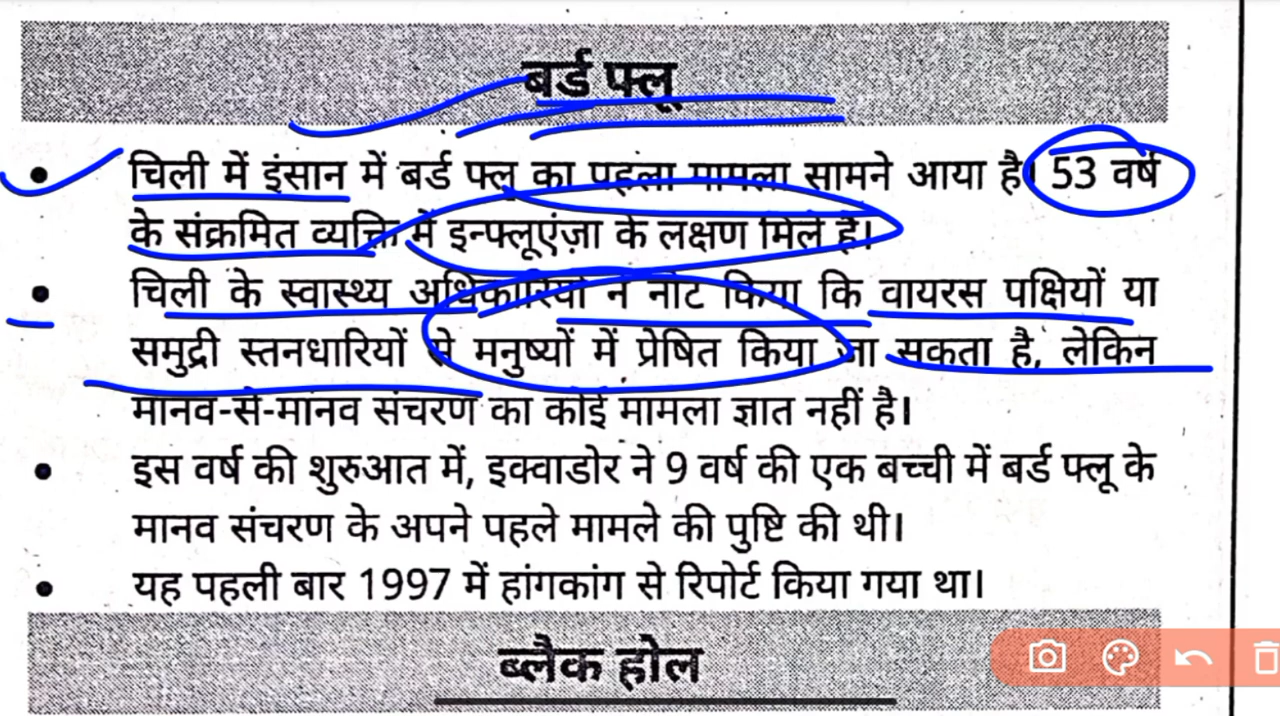 बर्ड फ्लू
• चिली में इंसान में बर्ड फ्लू का पहला मामला सामने आया है। 53 वर्ष
के संक्रमित व्यक्ति में इन्फ्लूएंज़ा के लक्षण मिले हैं।
• चिली के स्वास्थ्य अधिकारियों ने नोट किया कि वायरस पक्षियों या
समुद्री स्तनधारियों से मनुष्यों में प्रेषित किया जा सकता है, लेकिन
मानव-से-मानव संचरण का कोई मामला ज्ञात नहीं है।
• इस वर्ष की शुरुआत में, इक्वाडोर ने 9 वर्ष की एक बच्ची में बर्ड फ्लू के
मानव संचरण के अपने पहले मामले की पुष्टि की थी।
• यह पहली बार 1997 में हांगकांग से रिपोर्ट किया गया था।
ब्लैक होल